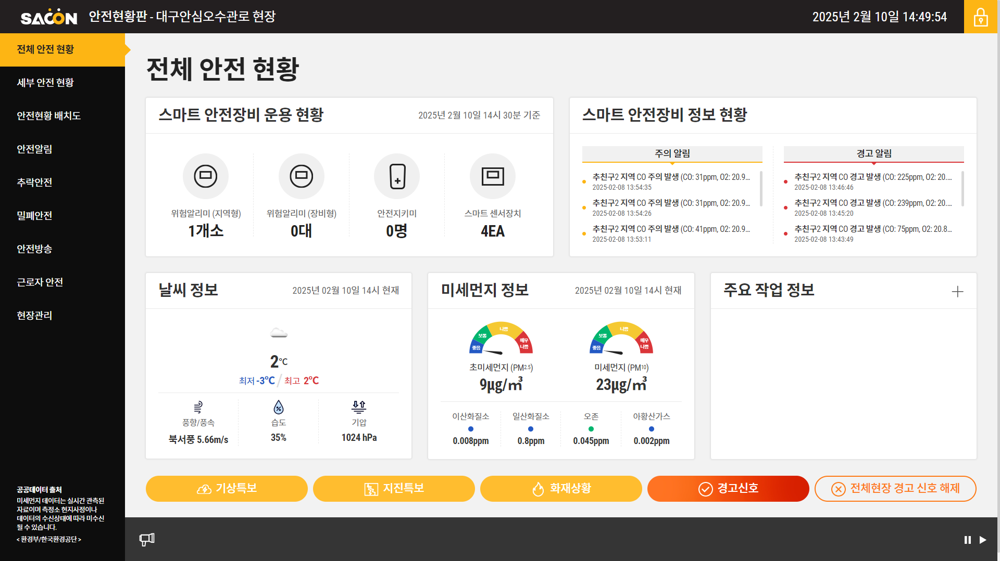 SACON
안전현황판 - 대구안심오수관로 현장
2025년 2월 10일 14:49:54
전체 안전 현황
세부 안전 현황
안전현황 배치도
안전알림
추락안전
밀폐안전
안전방송
근로자 안전
현장관리
공공데이터 출처
미세먼지 데이터는 실시간 관측된
자료이며 측정소 현지사정이나
데이터의 수신상태에 따라 미수신
될 수 있습니다.
< 환경부/한국환경공단 >
전체 안전 현황
스마트 안전장비 운용 현황
2025년 2월 10일 14시 30분 기준
위험알리미 (지역형)
1개소
위험알리미 (장비형)
0대
안전지키미
0명
스마트 센서장치
4EA
스마트 안전장비 정보 현황
주의 알림
추친구2 지역 CO 주의 발생 (CO: 31ppm, O2: 20.9...
2025-02-08 13:54:35
추친구2 지역 CO 주의 발생 (CO: 31ppm, O2: 20.9...
2025-02-08 13:54:26
추친구2 지역 CO 주의 발생 (CO: 41ppm, O2: 20.9...
2025-02-08 13:53:11
경고 알림
추친구2 지역 CO 경고 발생 (CO: 225ppm, O2: 20....
2025-02-08 13:46:46
추친구2 지역 CO 경고 발생 (CO: 239ppm, O2: 20....
2025-02-08 13:45:20
추친구2 지역 CO 경고 발생 (CO: 75ppm, O2: 20.8...
2025-02-08 13:43:49
날씨 정보
2025년 02월 10일 14시 현재
2℃
최저 -3℃ / 최고 2℃
풍향/풍속
북서풍 5.66m/s
습도
35%
기압
1024 hPa
미세먼지 정보
2025년 02월 10일 14시 현재
좋음
보통
나쁨
매우
나쁨
초미세먼지 (PM2.5)
9µg/㎥
좋음
보통
나쁨
매우
나쁨
미세먼지 (PM10)
23µg/㎥
이산화질소
0.008ppm
일산화질소
0.8ppm
오존
0.045ppm
아황산가스
0.002ppm
주요 작업 정보
기상특보
지진특보
화재상황
경고신호
전체현장 경고 신호 해제